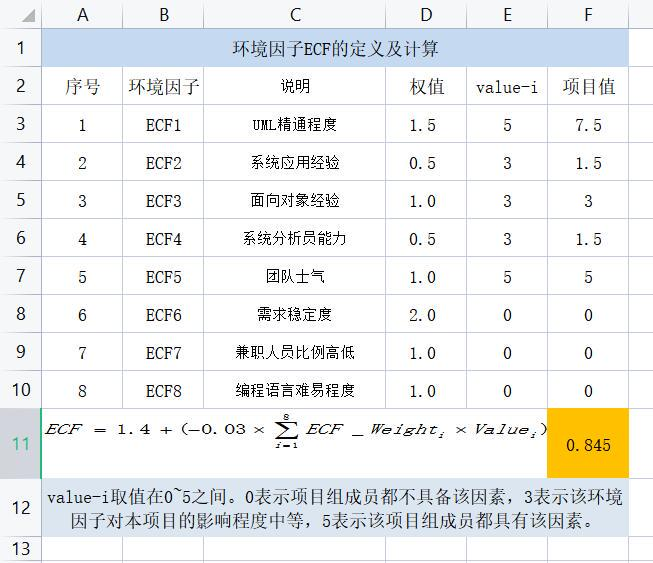 A B C D E F
1 环境因子ECF的定义及计算
2 序号 环境因子 说明 权值 value-i 项目值
3 1 ECF1 UML精通程度 1.5 5 7.5
4 2 ECF2 系统应用经验 0.5 3 1.5
5 3 ECF3 面向对象经验 1.0 3 3
6 4 ECF4 系统分析员能力 0.5 3 1.5
7 5 ECF5 团队士气 1.0 5 5
8 6 ECF6 需求稳定度 2.0 0 0
9 7 ECF7 兼职人员比例高低 1.0 0 0
10 8 ECF8 编程语言难易程度 1.0 0 0
11 ECF = 1.4 + (−0.03 × ∑_{i=1}^{8} ECF _ Weight_i × Value_i) 0.845
12 value-i取值在0~5之间。0表示项目组成员都不具备该因素，3表示该环境
因子对本项目的影响程度中等，5表示该项目组成员都具有该因素。
13